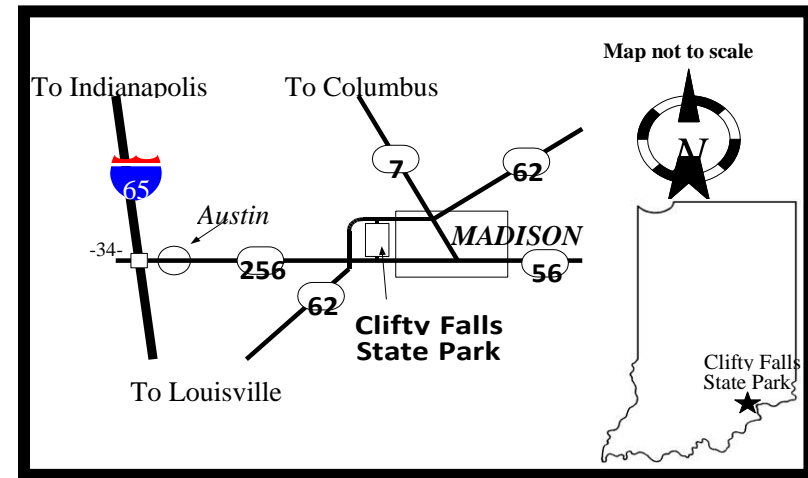 Map not to scale
To Indianapolis
To Columbus
N
7
62
65
Austin
MADISON
-34-
256
56
62
Clifty Falls
State Park
To Louisville
Clifty Falls
State Park